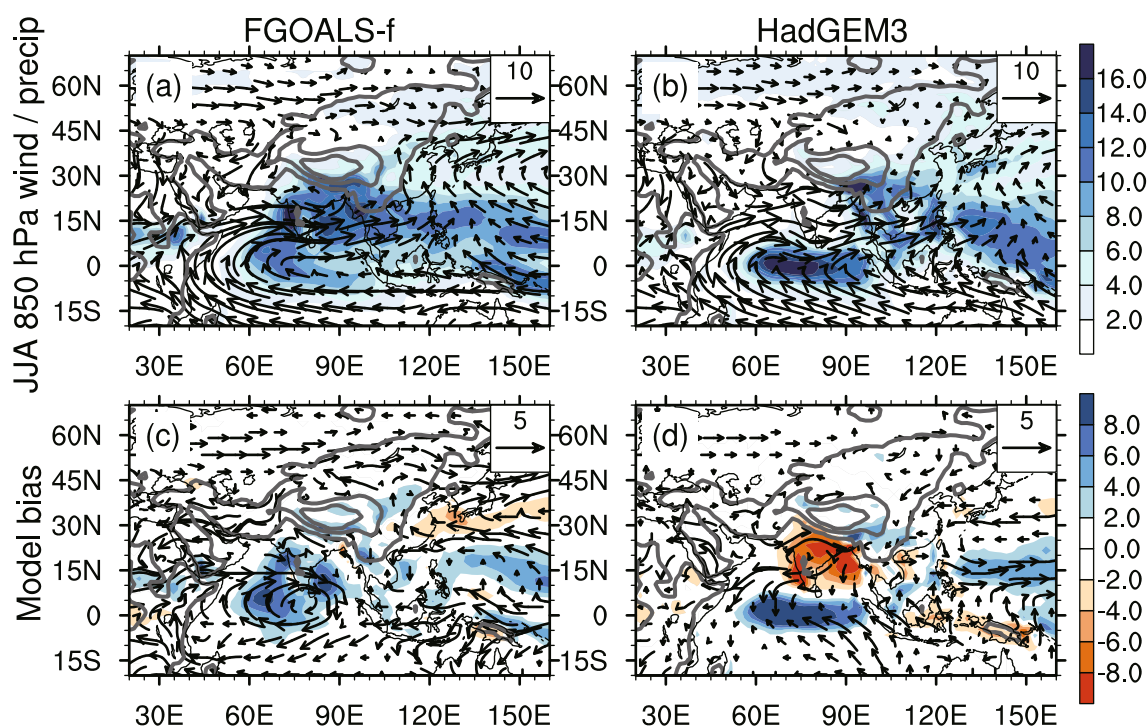 FGOALS-f
HadGEM3
JJA 850 hPa wind / precip
(a)
10
60N
45N
30N
15N
0
15S
30E 60E 90E 120E 150E
(b)
10
60N
45N
30N
15N
0
15S
30E 60E 90E 120E 150E
16.0
14.0
12.0
10.0
8.0
6.0
4.0
2.0
Model bias
(c)
5
60N
45N
30N
15N
0
15S
30E 60E 90E 120E 150E
(d)
5
60N
45N
30N
15N
0
15S
30E 60E 90E 120E 150E
8.0
6.0
4.0
2.0
0.0
-2.0
-4.0
-6.0
-8.0